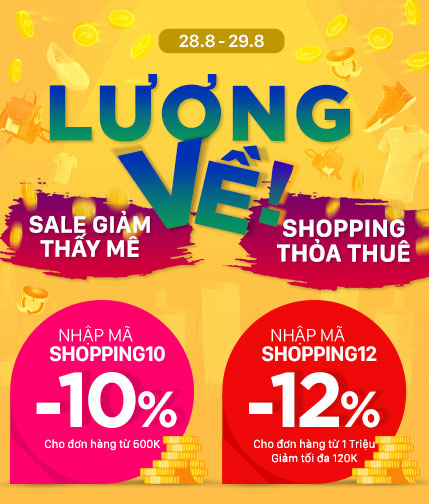 28.8 - 29.8
LƯƠNG
VỀ!
SALE GIẢM
THẤY MÊ
SHOPPING
THỎA THUÊ
NHẬP MÃ
SHOPPING10
-10%
Cho đơn hàng từ 500K
NHẬP MÃ
SHOPPING12
-12%
Cho đơn hàng từ 1 Triệu
Giảm tối đa 120K